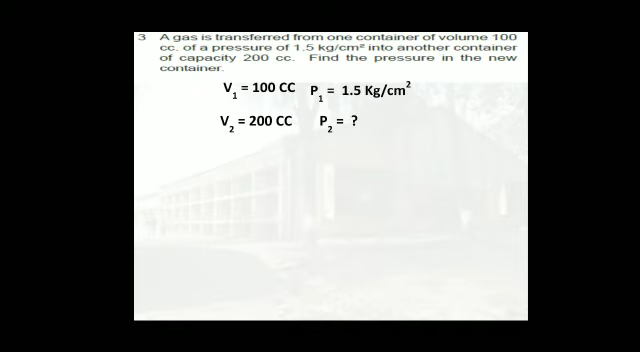 3 A gas is transferred from one container of volume 100
cc. of a pressure of 1.5 kg/cm² into another container
of capacity 200 cc. Find the pressure in the new
container.
V₁ = 100 CC P₁ = 1.5 Kg/cm²
V₂ = 200 CC P₂ = ?